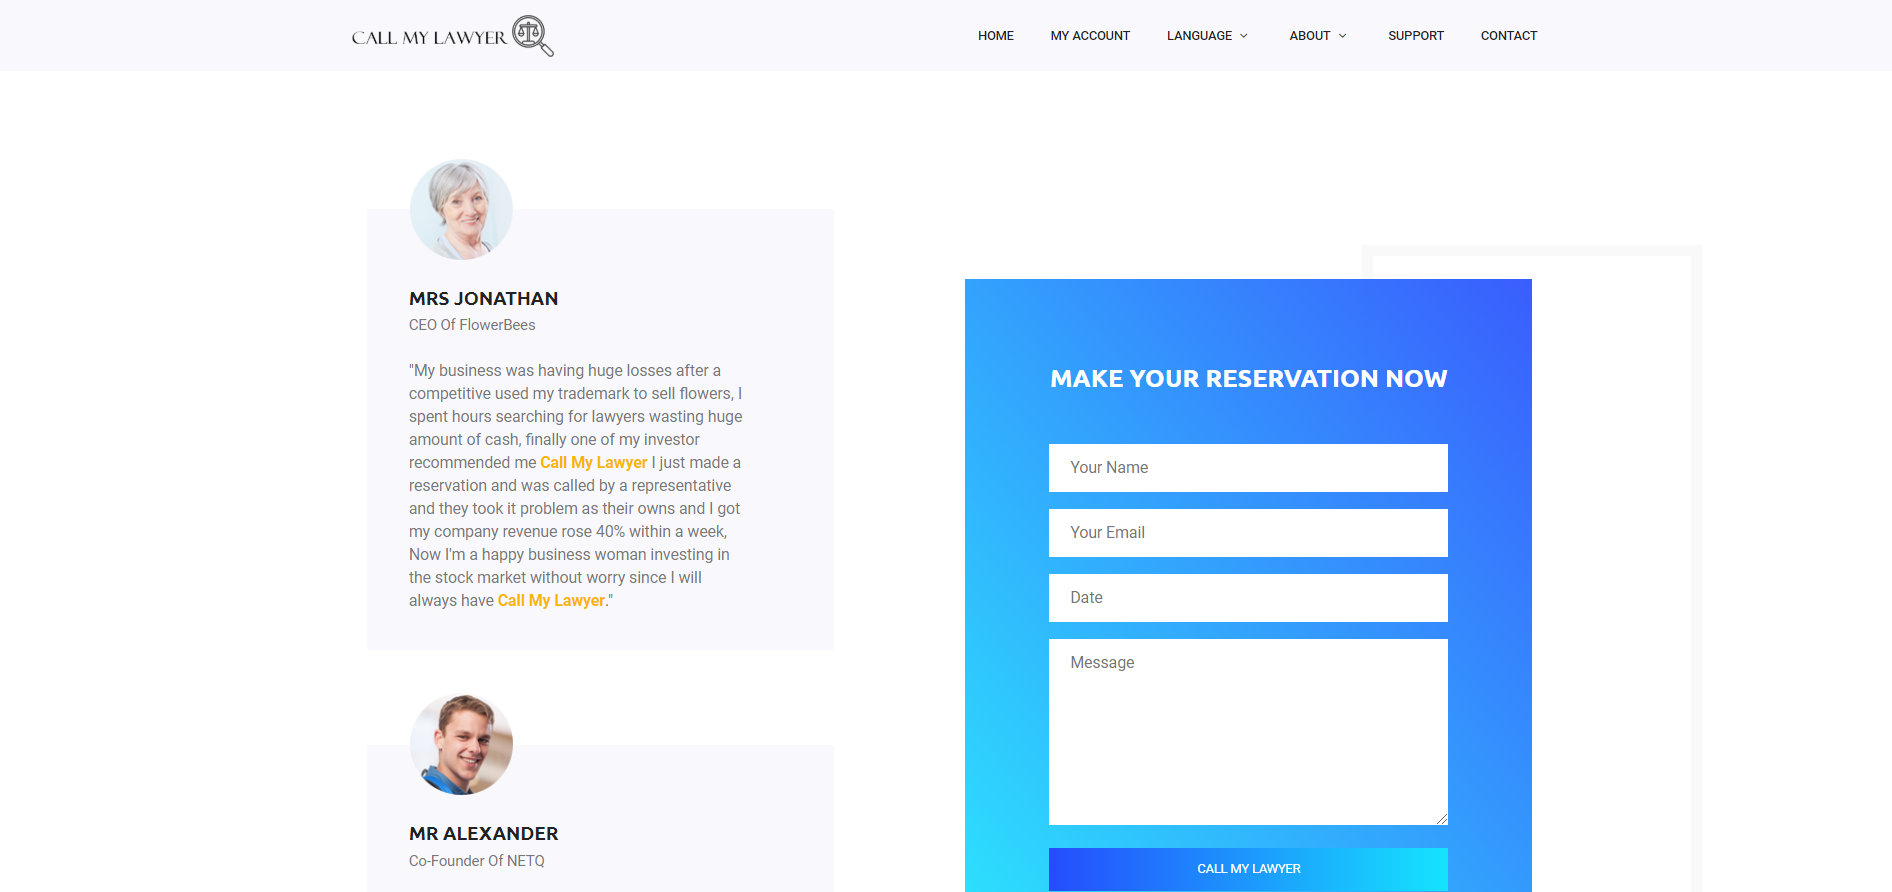 CALL MY LAWYER
HOME
MY ACCOUNT
LANGUAGE
ABOUT
SUPPORT
CONTACT
MRS JONATHAN
CEO Of FlowerBees
"My business was having huge losses after a
competitive used my trademark to sell flowers, I
spent hours searching for lawyers wasting huge
amount of cash, finally one of my investor
recommended me Call My Lawyer I just made a
reservation and was called by a representative
and they took it problem as their owns and I got
my company revenue rose 40% within a week,
Now I'm a happy business woman investing in
the stock market without worry since I will
always have Call My Lawyer."
MR ALEXANDER
Co-Founder Of NETQ
MAKE YOUR RESERVATION NOW
Your Name
Your Email
Date
Message
CALL MY LAWYER